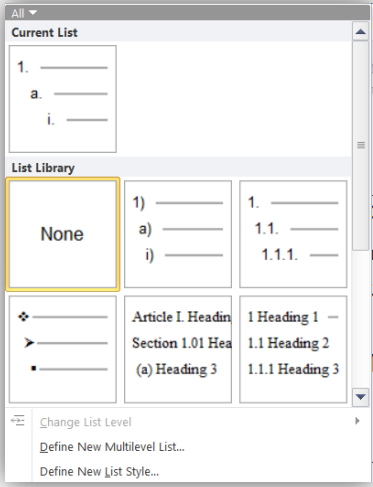 All
Current List
1.
a.
i.
List Library
None
1)
a)
i)
1.
1.1.
1.1.1.
Article I. Headin
Section 1.01 Hea
(a) Heading 3
1 Heading 1
1.1 Heading 2
1.1.1 Heading 3
Change List Level
Define New Multilevel List...
Define New List Style...